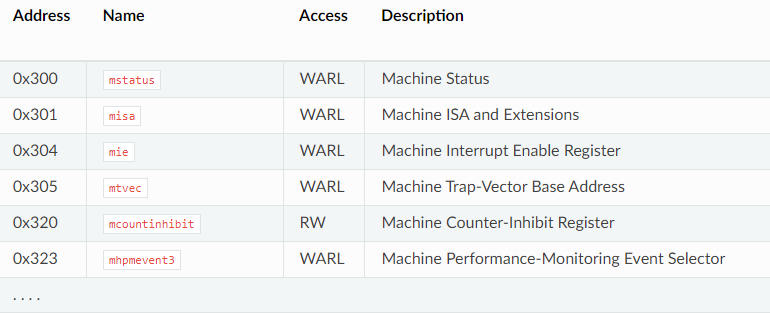 Address Name Access Description
0x300 mstatus WARL Machine Status
0x301 misa WARL Machine ISA and Extensions
0x304 mie WARL Machine Interrupt Enable Register
0x305 mtvec WARL Machine Trap-Vector Base Address
0x320 mcountinhibit RW Machine Counter-Inhibit Register
0x323 mhpmevent3 WARL Machine Performance-Monitoring Event Selector
. . . .